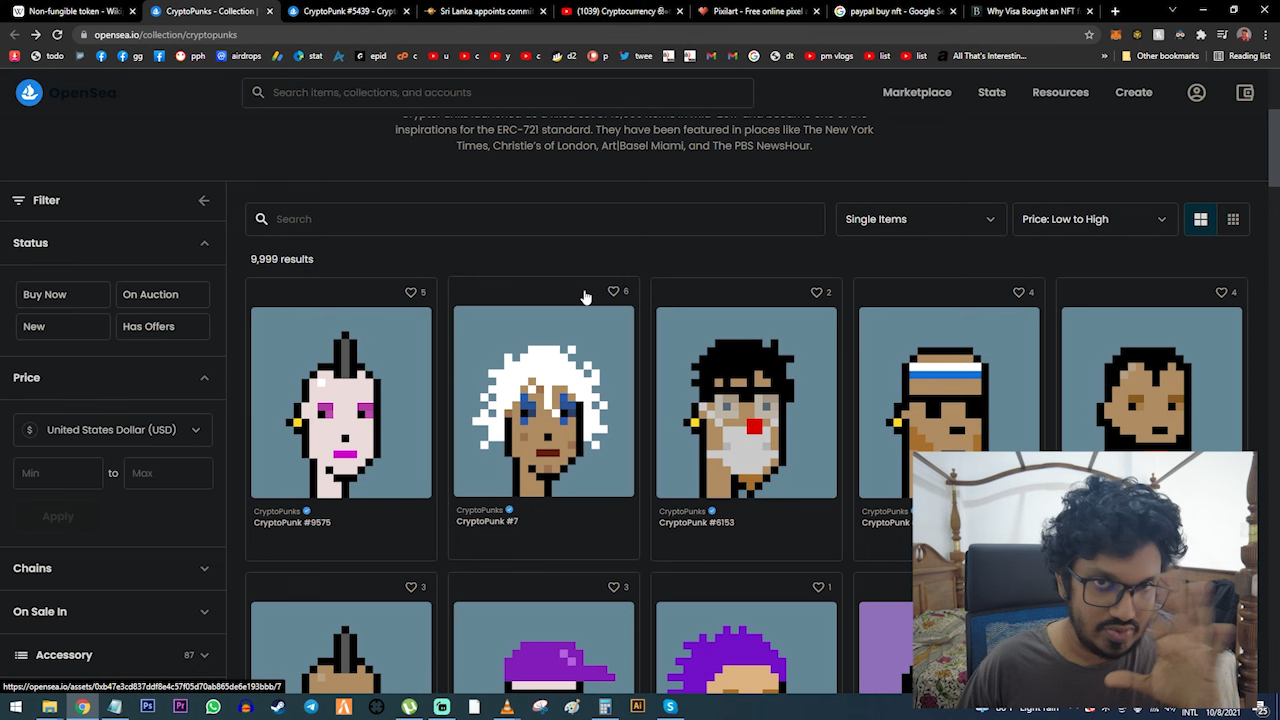 Non-fungible token - Wiki
CryptoPunks - Collection
CryptoPunk #5439 - Crypt
Sri Lanka appoints commit
(1039) Cryptocurrency
Pixilart - Free online pixel
paypal buy nft - Google Se
Why Visa Bought an NFT
opensea.io/collection/cryptopunks
todo
gg
pph
airdrops
stat
epid
c
u
c
y
c
d2
p
twee
dt
pm vlogs
list
list
All That's Interestin...
Other bookmarks
Reading list
OpenSea
Search items, collections, and accounts
Marketplace
Stats
Resources
Create
inspirations for the ERC-721 standard. They have been featured in places like The New York
Times, Christie's of London, Art|Basel Miami, and The PBS NewsHour.
Filter
Search
Single Items
Price: Low to High
Status
9,999 results
Buy Now
On Auction
New
Has Offers
5
6
2
4
4
Price
$ United States Dollar (USD)
Min
to
Max
Apply
CryptoPunks
CryptoPunk #9575
CryptoPunks
CryptoPunk #7
CryptoPunks
CryptoPunk #6153
CryptoPunks
CryptoPunk
Chains
On Sale In
3
3
1
Accessory
87
https://opensea.io/assets/0xb47e3cd837ddf8e4c57f05d70ab865de6e193bbb/7
INTL
10/8/2021
25